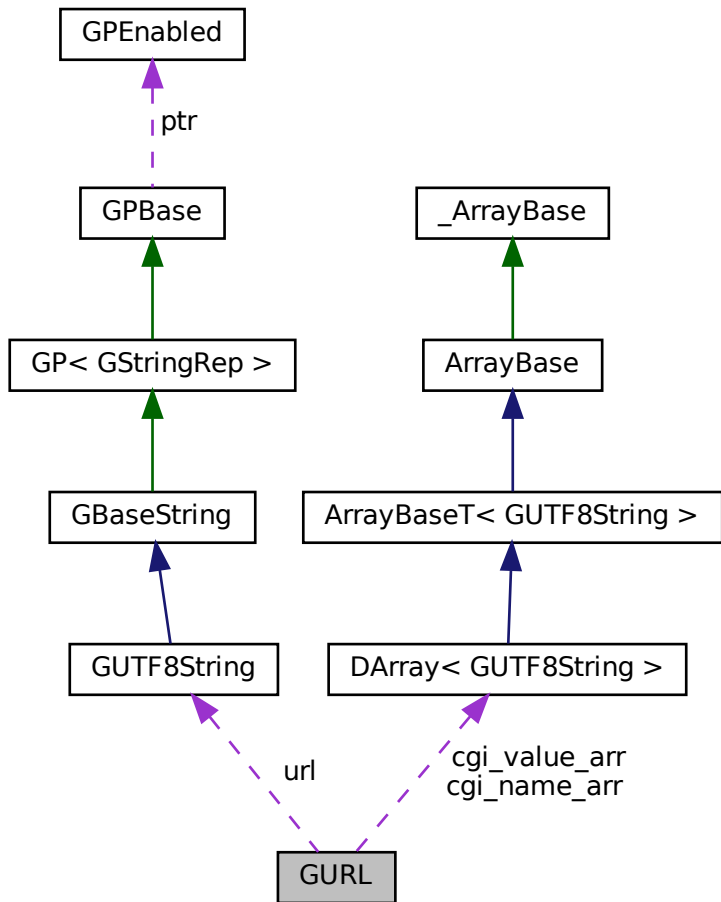 GPEnabled
ptr
GPBase
_ArrayBase
GP< GStringRep >
ArrayBase
GBaseString
ArrayBaseT< GUTF8String >
GUTF8String
DArray< GUTF8String >
url
cgi_value_arr
cgi_name_arr
GURL